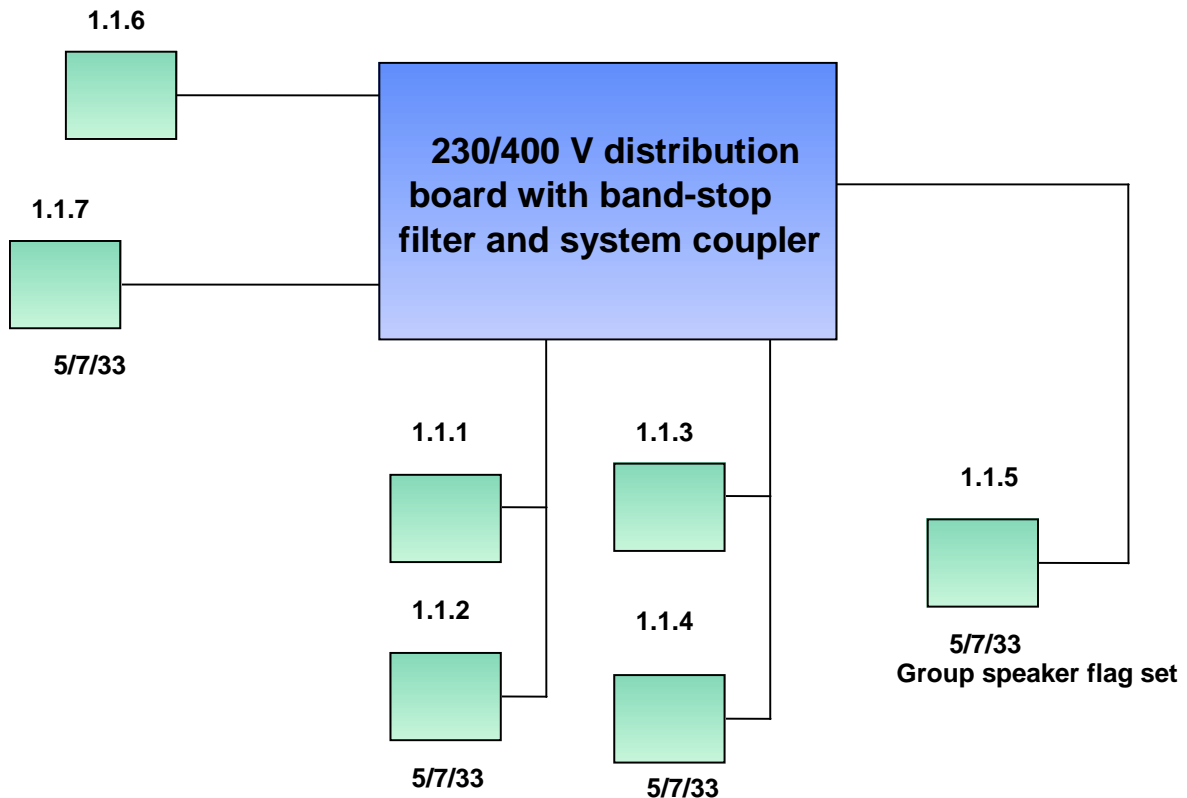 1.1.6
230/400 V distribution
board with band-stop
filter and system coupler
1.1.7
5/7/33
1.1.1
1.1.3
1.1.5
1.1.2
1.1.4
5/7/33
Group speaker flag set
5/7/33
5/7/33